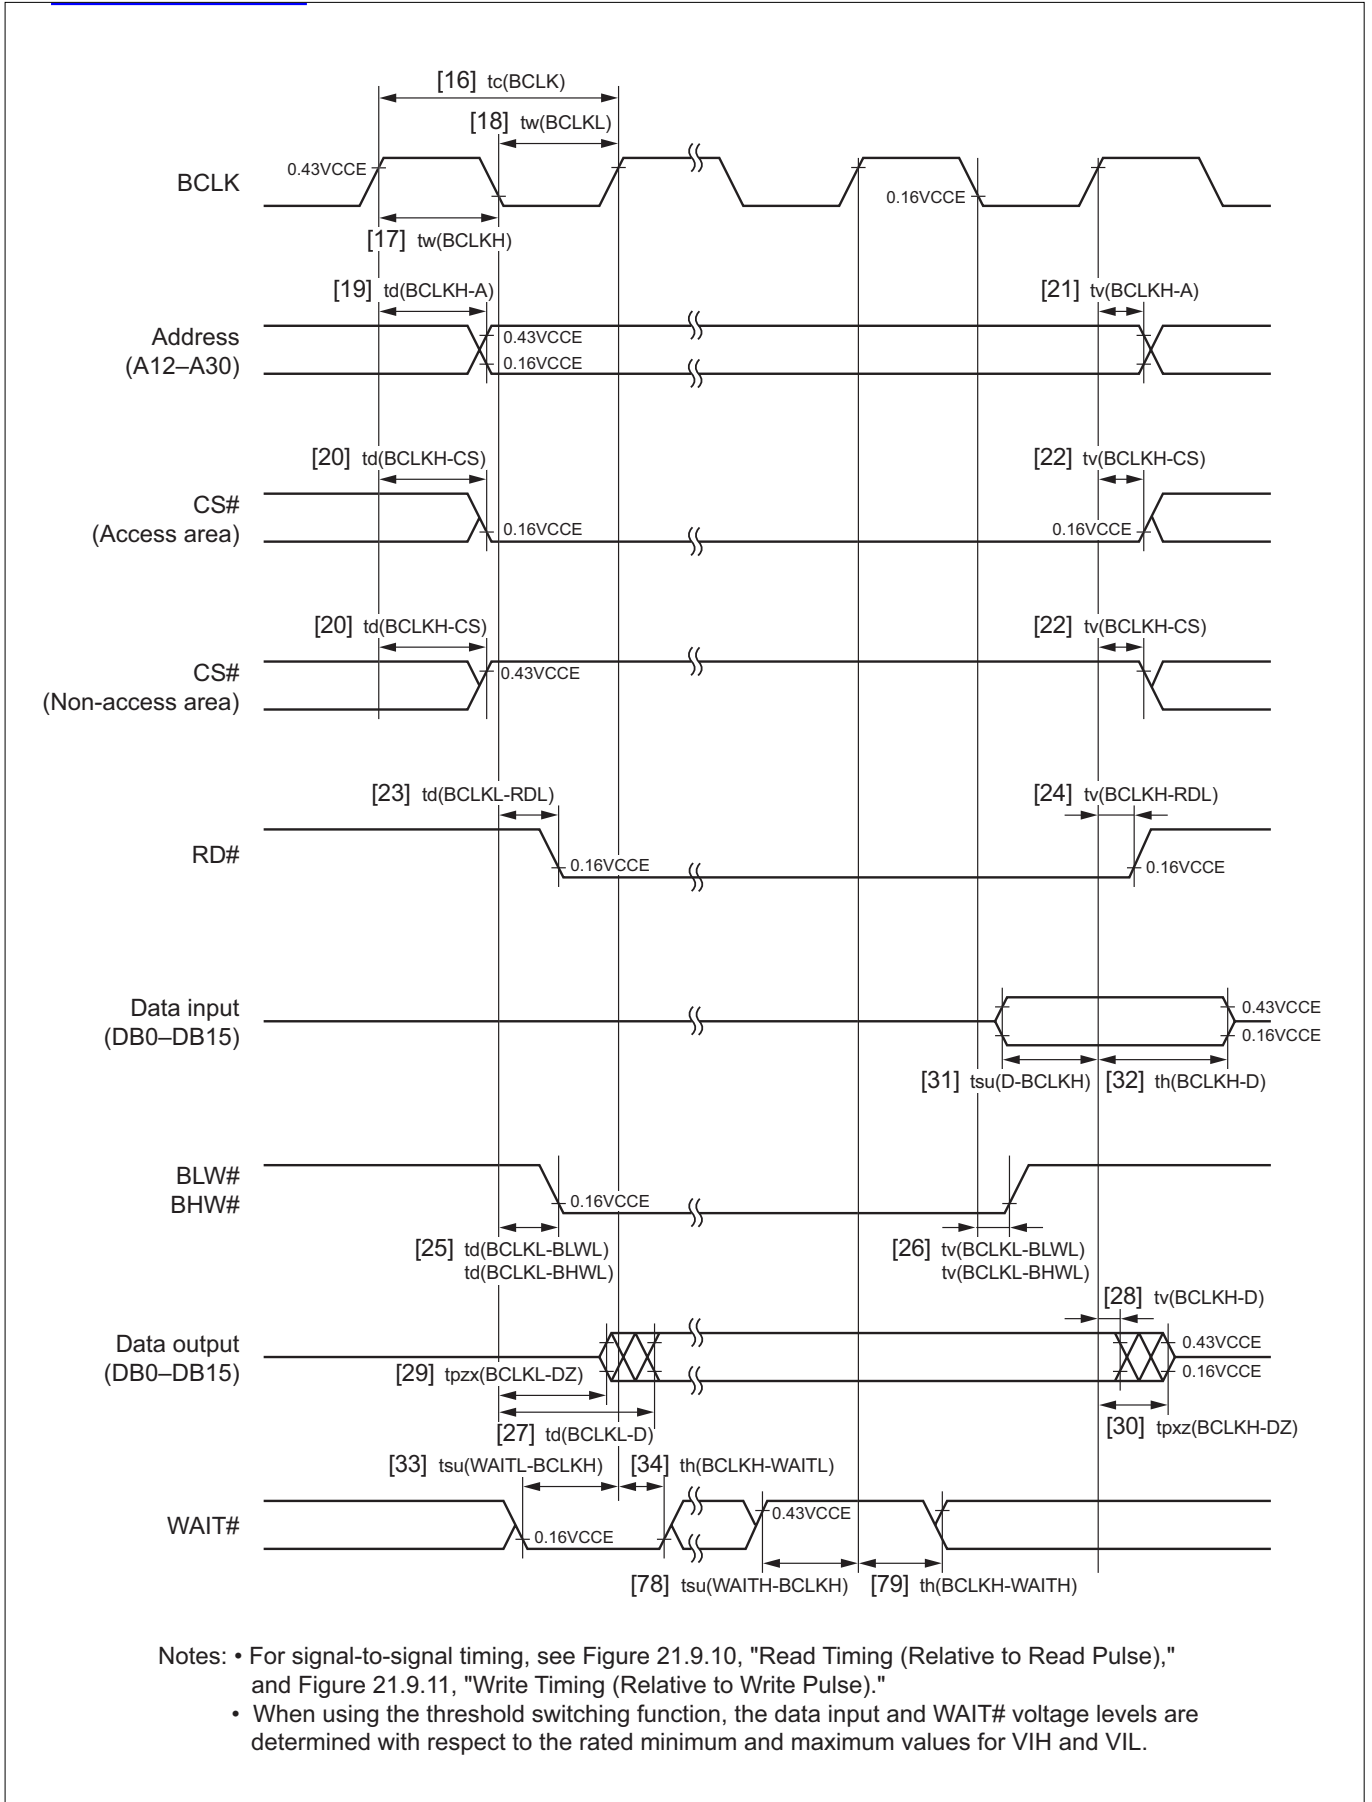 [16] tc(BCLK)
[18] tw(BCLKL)
0.43VCCE
BCLK
0.16VCCE
[17] tw(BCLKH)
[19] td(BCLKH-A)
[21] tv(BCLKH-A)
Address
(A12–A30)
0.43VCCE
0.16VCCE
[20] td(BCLKH-CS)
[22] tv(BCLKH-CS)
CS#
(Access area)
0.16VCCE
0.16VCCE
[20] td(BCLKH-CS)
[22] tv(BCLKH-CS)
CS#
(Non-access area)
0.43VCCE
[23] td(BCLKL-RDL)
[24] tv(BCLKH-RDL)
RD#
0.16VCCE
0.16VCCE
Data input
(DB0–DB15)
0.43VCCE
0.16VCCE
[31] tsu(D-BCLKH)
[32] th(BCLKH-D)
BLW#
BHW#
0.16VCCE
[25] td(BCLKL-BLWL)
td(BCLKL-BHWL)
[26] tv(BCLKL-BLWL)
tv(BCLKL-BHWL)
[28] tv(BCLKH-D)
Data output
(DB0–DB15)
0.43VCCE
0.16VCCE
[29] tpzx(BCLKL-DZ)
[27] td(BCLKL-D)
[30] tpxz(BCLKH-DZ)
[33] tsu(WAITL-BCLKH)
[34] th(BCLKH-WAITL)
WAIT#
0.16VCCE
0.43VCCE
[78] tsu(WAITH-BCLKH)
[79] th(BCLKH-WAITH)
Notes: • For signal-to-signal timing, see Figure 21.9.10, "Read Timing (Relative to Read Pulse),"
and Figure 21.9.11, "Write Timing (Relative to Write Pulse)."
• When using the threshold switching function, the data input and WAIT# voltage levels are
determined with respect to the rated minimum and maximum values for VIH and VIL.